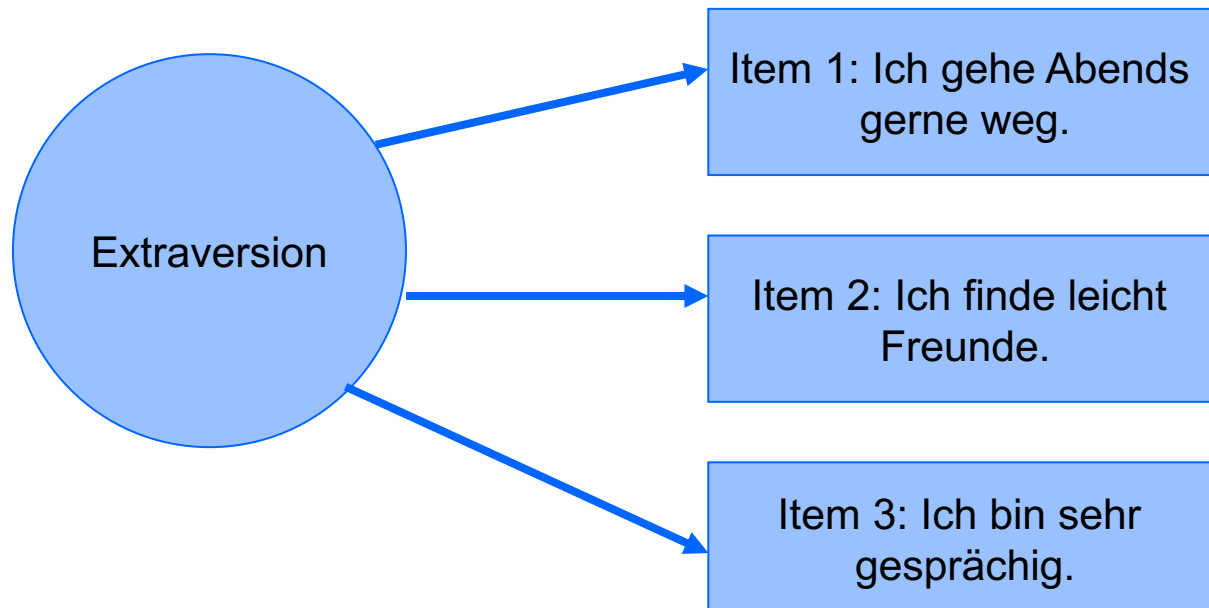 Item 1: Ich gehe Abends
gerne weg.
Extraversion
Item 2: Ich finde leicht
Freunde.
Item 3: Ich bin sehr
gesprächig.